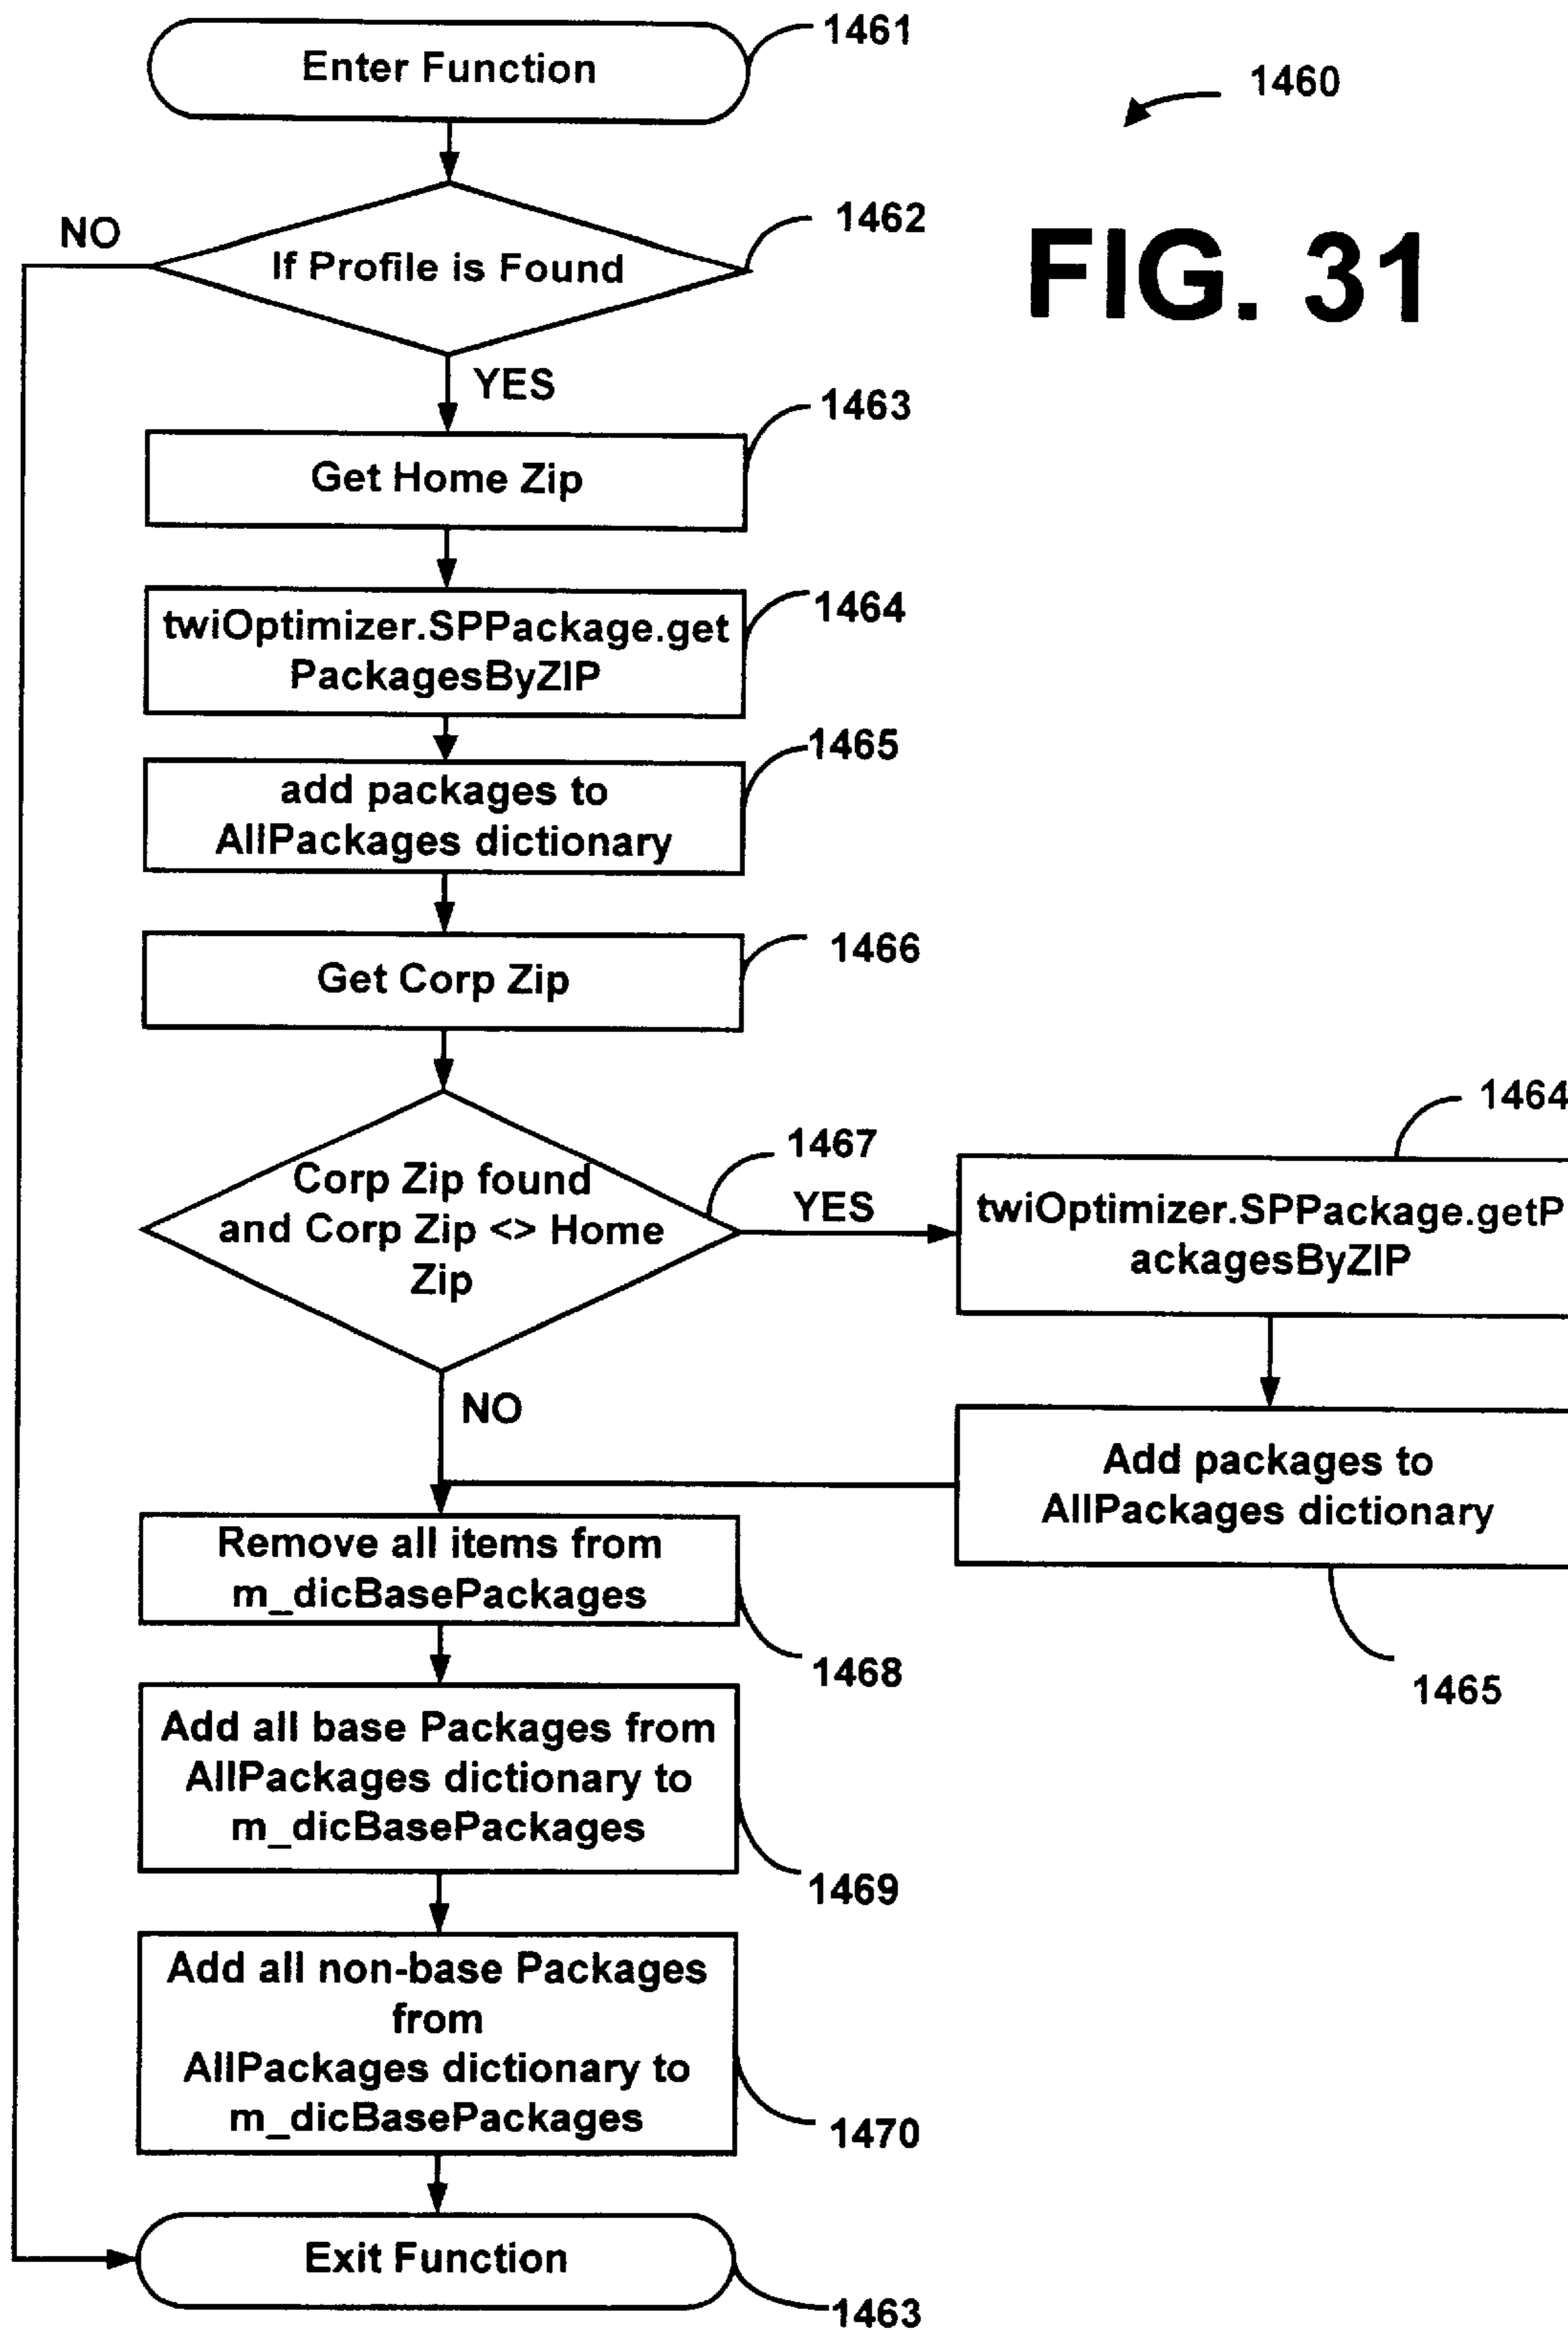 Enter Function
1461
1460
FIG. 31
NO
If Profile is Found
1462
YES
Get Home Zip
1463
twiOptimizer.SPPackage.get
PackagesByZIP
1464
add packages to
AllPackages dictionary
1465
Get Corp Zip
1466
Corp Zip found
and Corp Zip <> Home
Zip
1467
YES
twiOptimizer.SPPackage.getP
ackagesByZIP
1464
NO
Add packages to
AllPackages dictionary
1465
Remove all items from
m_dicBasePackages
1468
Add all base Packages from
AllPackages dictionary to
m_dicBasePackages
1469
Add all non-base Packages
from
AllPackages dictionary to
m_dicBasePackages
1470
Exit Function
1463